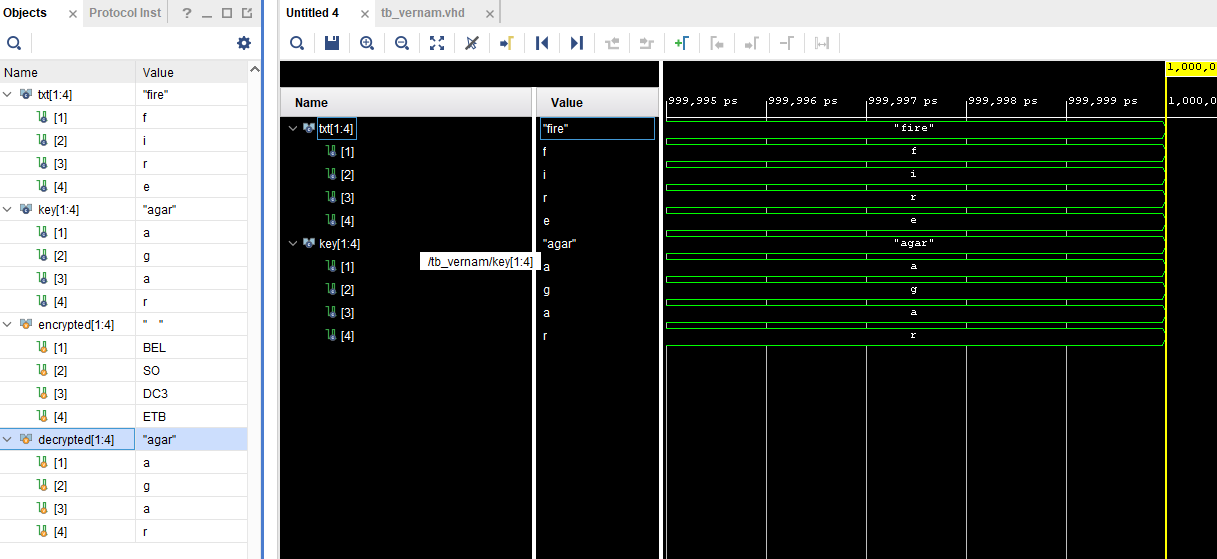 Objects × Protocol Inst ?
Name Value
txt[1:4] "fire"
[1] f
[2] i
[3] r
[4] e
key[1:4] "agar"
[1] a
[2] g
[3] a
[4] r
encrypted[1:4] " "
[1] BEL
[2] SO
[3] DC3
[4] ETB
decrypted[1:4] "agar"
[1] a
[2] g
[3] a
[4] r
Untitled 4 × tb_vernam.vhd ×
1,000,0
Name Value
999,995 ps 999,996 ps 999,997 ps 999,998 ps 999,999 ps 1,000,0
txt[1:4] "fire" "fire"
[1] f f
[2] i i
[3] r r
[4] e e
key[1:4] "agar" "agar"
/tb_vernam/key[1:4]
[1] a a
[2] g g
[3] a a
[4] r r